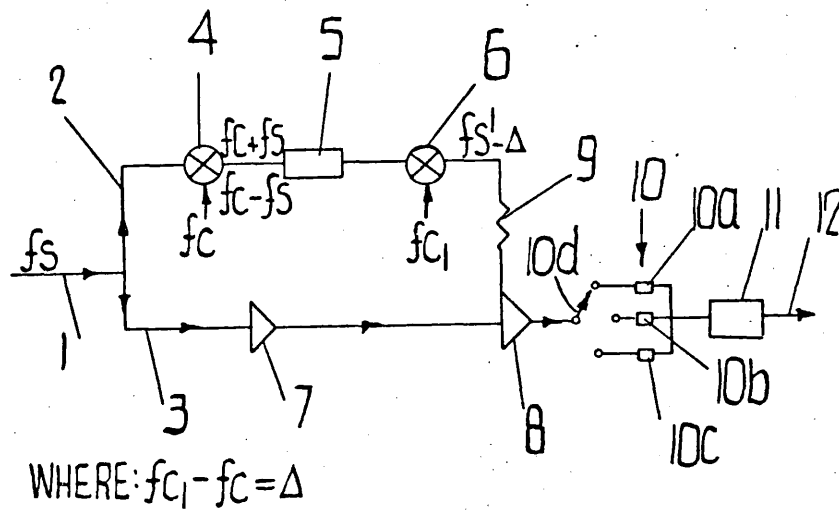 4
5
6
2
fC+fS
fS'-Δ
fC-fS
9
fC
fC₁
10
10a
11
12
10d
fS
1
3
7
8
10b
10C
WHERE: fC₁-fC=Δ